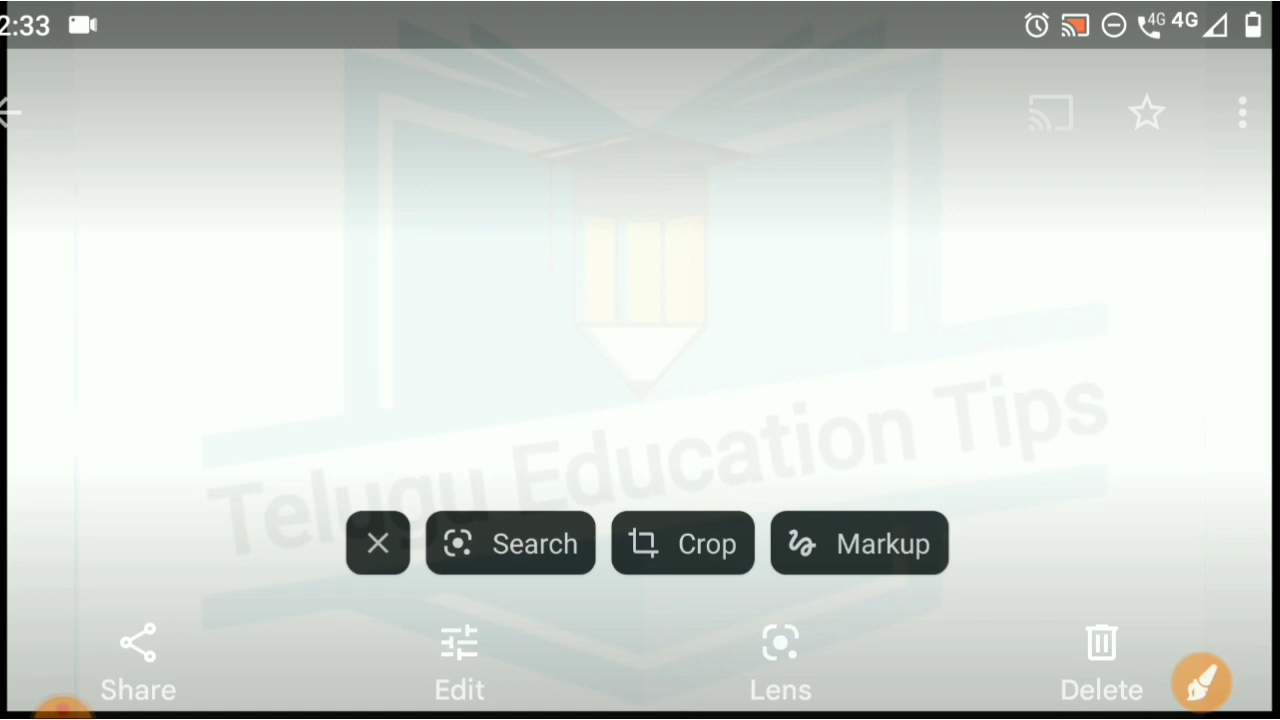 2:33
4G 4G
Telugu Education Tips
Search Crop Markup
Share Edit Lens Delete